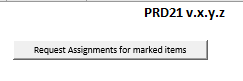 PRD21 v.x.y.z
Request Assignments for marked items